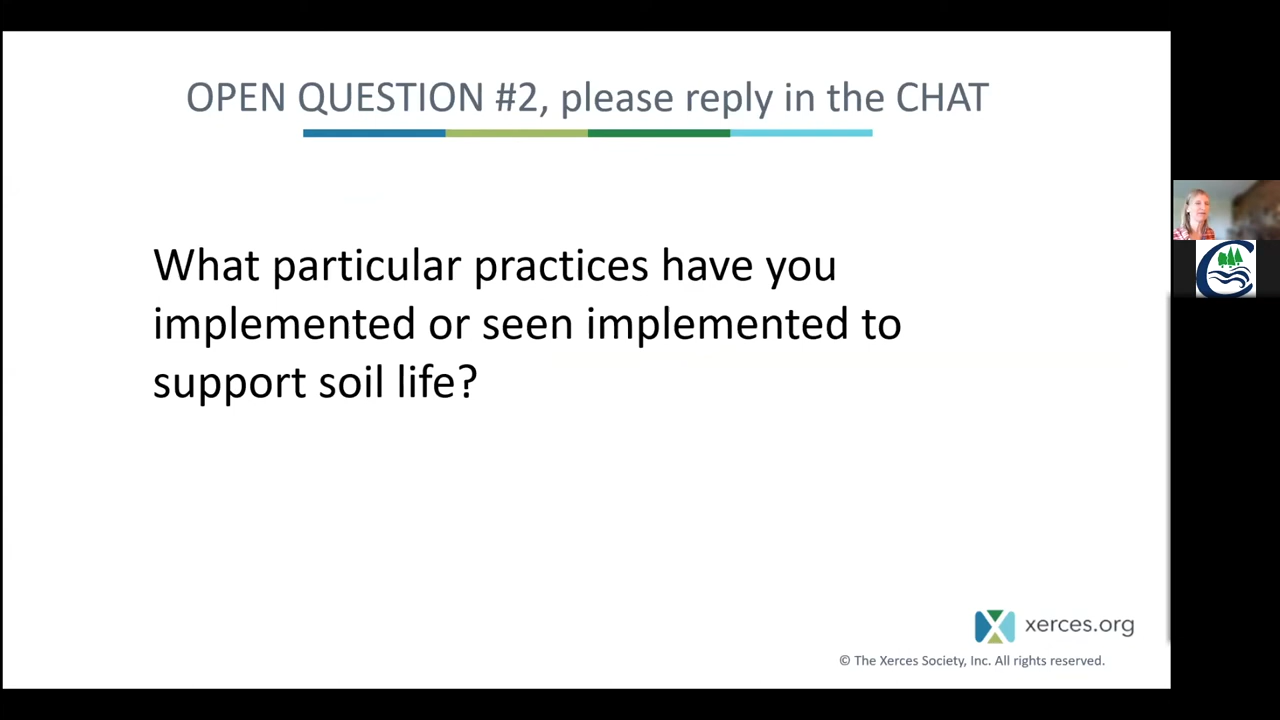 OPEN QUESTION #2, please reply in the CHAT
What particular practices have you
implemented or seen implemented to
support soil life?
xerces.org
© The Xerces Society, Inc. All rights reserved.